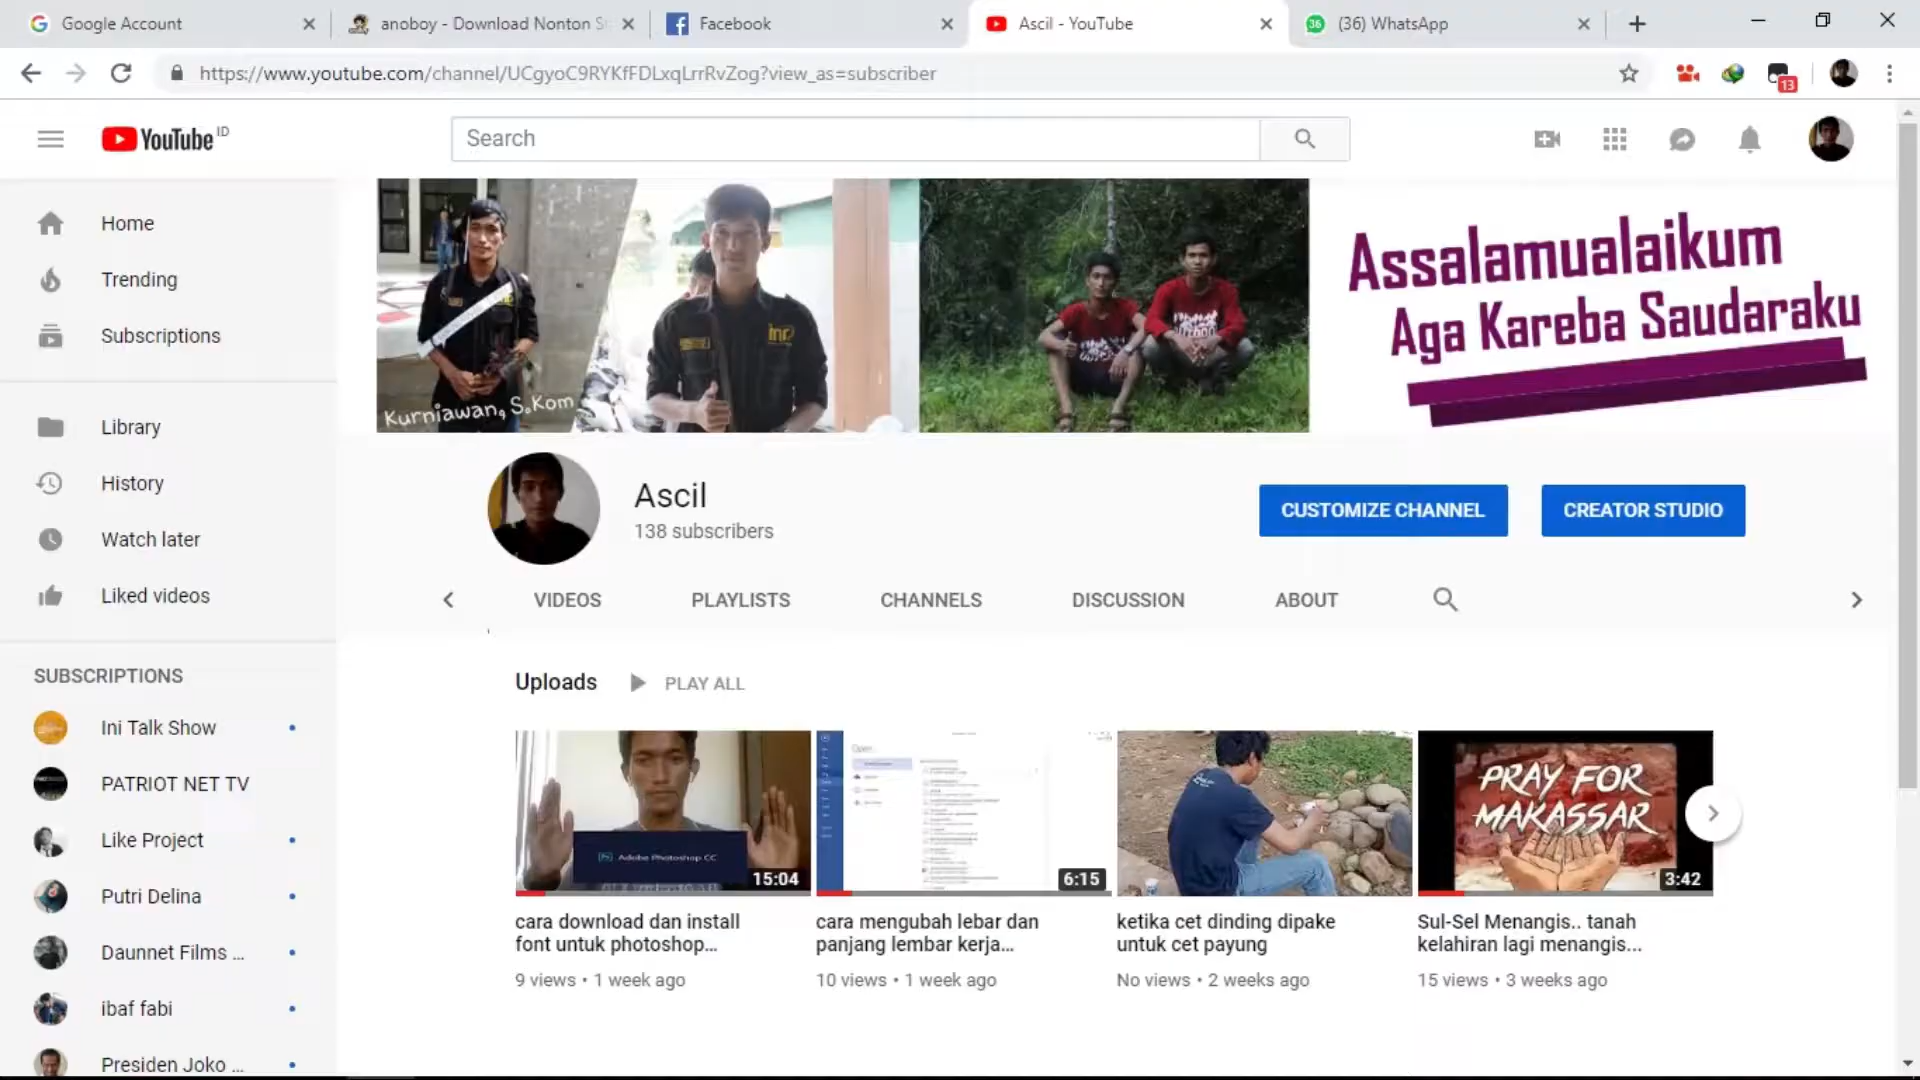 Google Account
anoboy - Download Nonton
Facebook
Ascil - YouTube
(36) WhatsApp
https://www.youtube.com/channel/UCgyoC9RYKfFDLxqLrrRvZog?view_as=subscriber
13
YouTube ID
Search
Home
Trending
Subscriptions
Library
History
Watch later
Liked videos
SUBSCRIPTIONS
Ini Talk Show
PATRIOT NET TV
Like Project
Putri Delina
Daunnet Films ...
ibaf fabi
Presiden Joko ...
Kurniawan, S.Kom
Assalamualaikum
Aga Kareba Saudaraku
Ascil
138 subscribers
CUSTOMIZE CHANNEL
CREATOR STUDIO
VIDEOS
PLAYLISTS
CHANNELS
DISCUSSION
ABOUT
Uploads
PLAY ALL
Adobe Photoshop CC
15:04
cara download dan install
font untuk photoshop...
9 views • 1 week ago
Open
6:15
cara mengubah lebar dan
panjang lembar kerja...
10 views • 1 week ago
ketika cet dinding dipake
untuk cet payung
No views • 2 weeks ago
PRAY FOR
MAKASSAR
3:42
Sul-Sel Menangis.. tanah
kelahiran lagi menangis...
15 views • 3 weeks ago